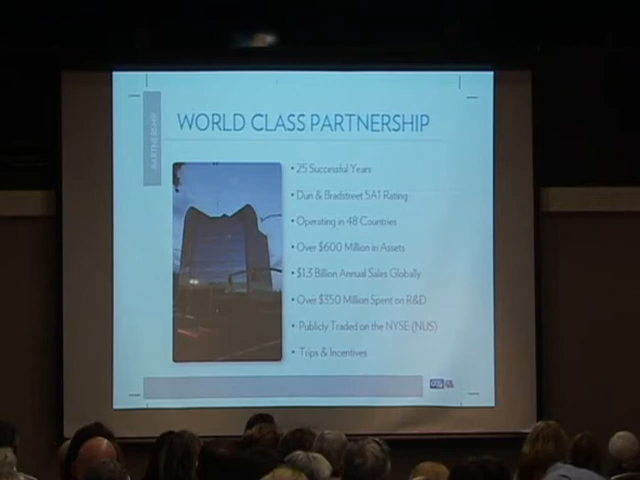 PARTNERSHIP
WORLD CLASS PARTNERSHIP
• 25 Successful Years
• Dun & Bradstreet 5A1 Rating
• Operating in 48 Countries
• Over $600 Million in Assets
• $1.3 Billion Annual Sales Globally
• Over $350 Million Spent on R&D
• Publicly Traded on the NYSE (NUS)
• Trips & Incentives